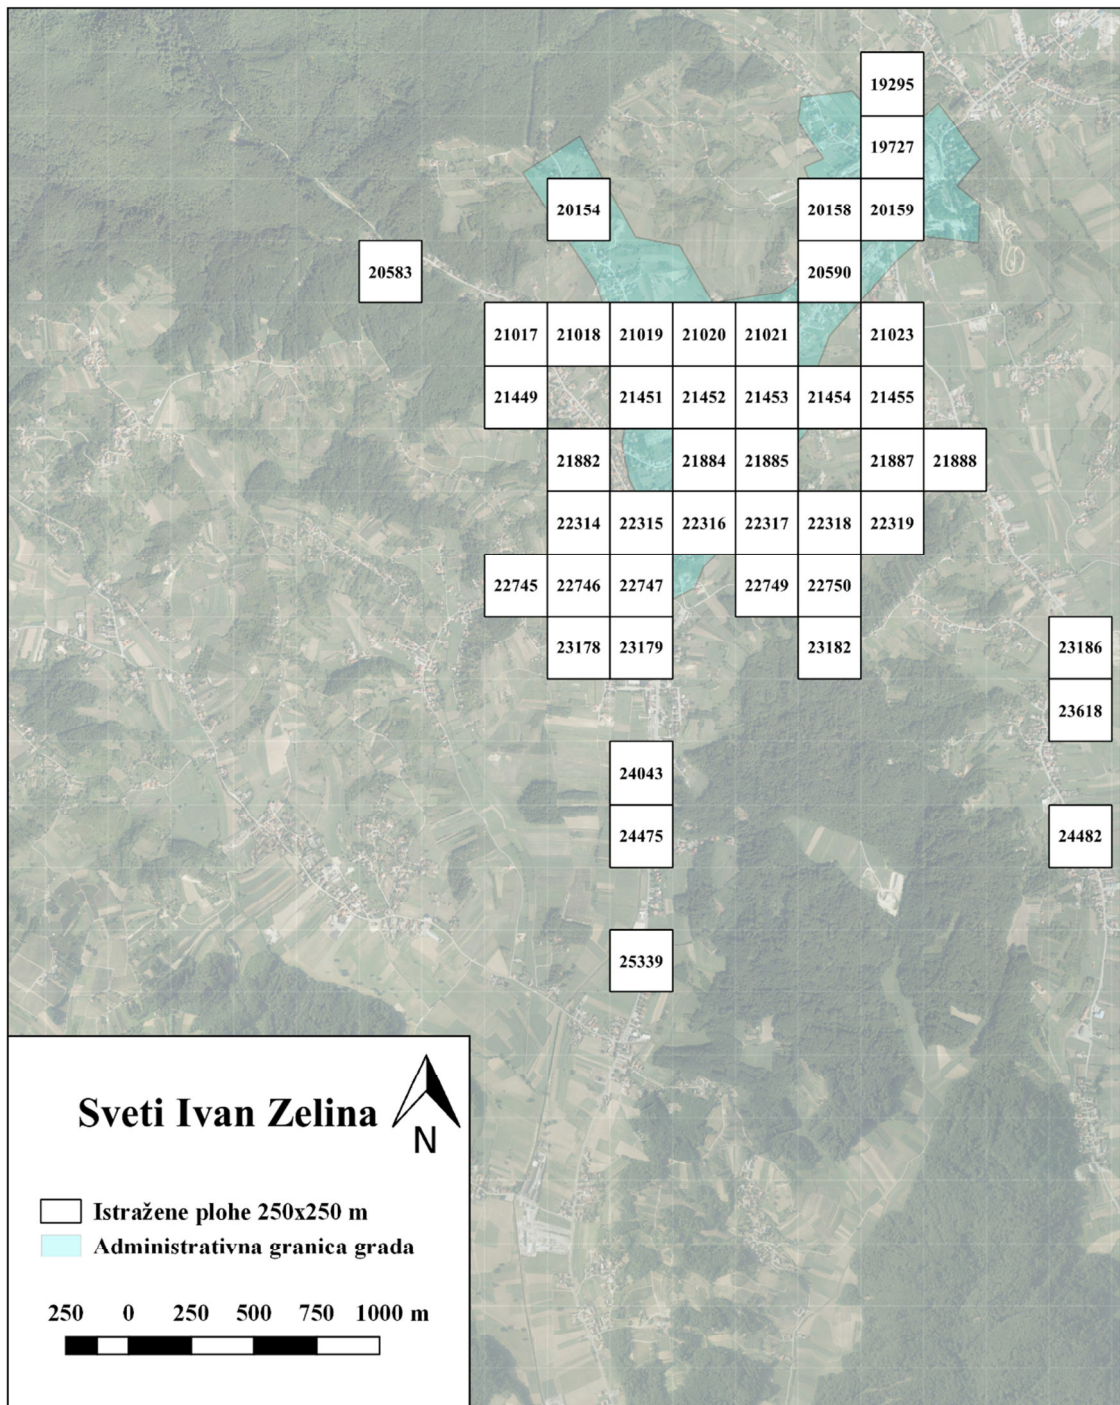 19295
19727
20154 20158 20159
20583 20590
21017 21018 21019 21020 21021 21023
21449 21451 21452 21453 21454 21455
21882 21884 21885 21887 21888
22314 22315 22316 22317 22318 22319
22745 22746 22747 22749 22750
23178 23179 23182 23186
23618
24043
24475 24482
25339
Sveti Ivan Zelina
N
Istražene plohe 250x250 m
Administrativna granica grada
250 0 250 500 750 1000 m